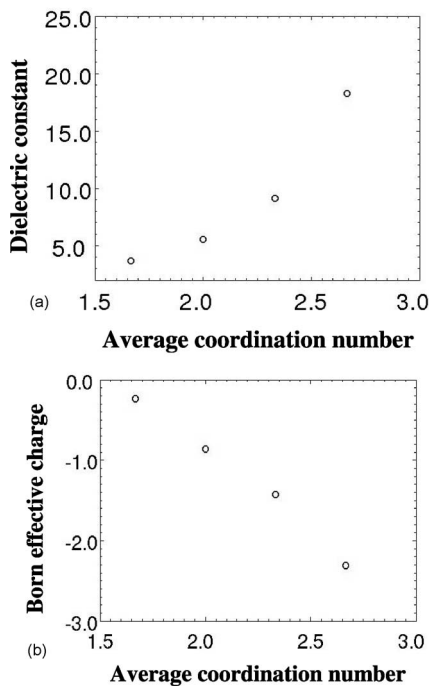 25.0
20.0
15.0
10.0
5.0
Dielectric constant
(a)
1.5 2.0 2.5 3.0
Average coordination number
0.0
-1.0
-2.0
-3.0
Born effective charge
(b)
1.5 2.0 2.5 3.0
Average coordination number